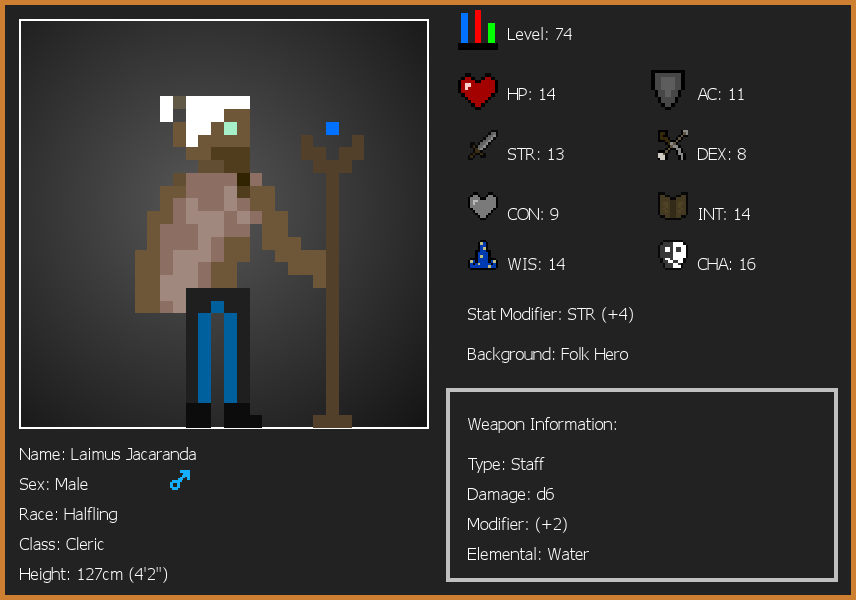 Level: 74
HP: 14
AC: 11
STR: 13
DEX: 8
CON: 9
INT: 14
WIS: 14
CHA: 16
Stat Modifier: STR (+4)
Background: Folk Hero
Weapon Information:
Type: Staff
Damage: d6
Modifier: (+2)
Elemental: Water
Name: Laimus Jacaranda
Sex: Male
Race: Halfling
Class: Cleric
Height: 127cm (4'2")